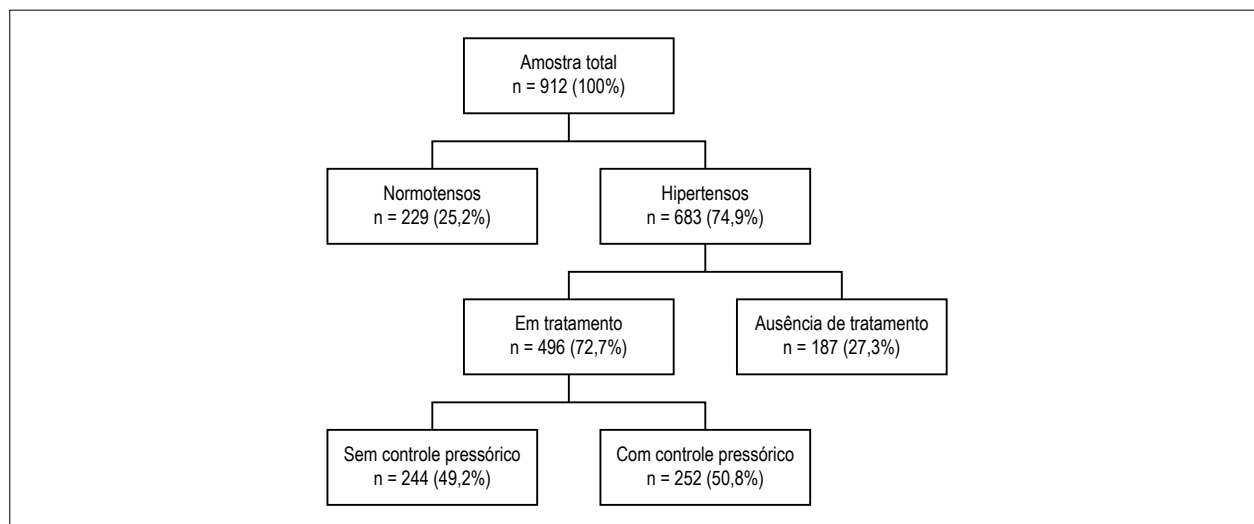 Amostra total
n = 912 (100%)
Normotensos
n = 229 (25,2%)
Hipertensos
n = 683 (74,9%)
Em tratamento
n = 496 (72,7%)
Ausência de tratamento
n = 187 (27,3%)
Sem controle pressórico
n = 244 (49,2%)
Com controle pressórico
n = 252 (50,8%)